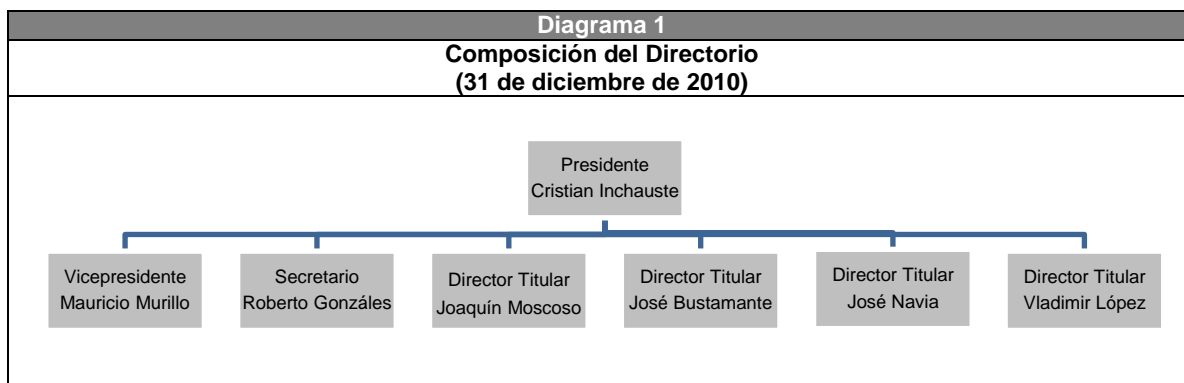 Diagrama 1
Composición del Directorio
(31 de diciembre de 2010)
Presidente
Cristian Inchauste
Vicepresidente
Mauricio Murillo
Secretario
Roberto Gonzáles
Director Titular
Joaquín Moscoso
Director Titular
José Bustamante
Director Titular
José Navia
Director Titular
Vladimir López